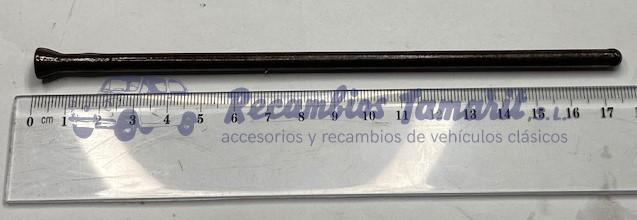 Recambios Tamarit, S.L.
0 cm 1 2 3 4 5 6 7 8 9 10 11 12 13 14 15 16 17
accesorios y recambios de vehículos clásicos